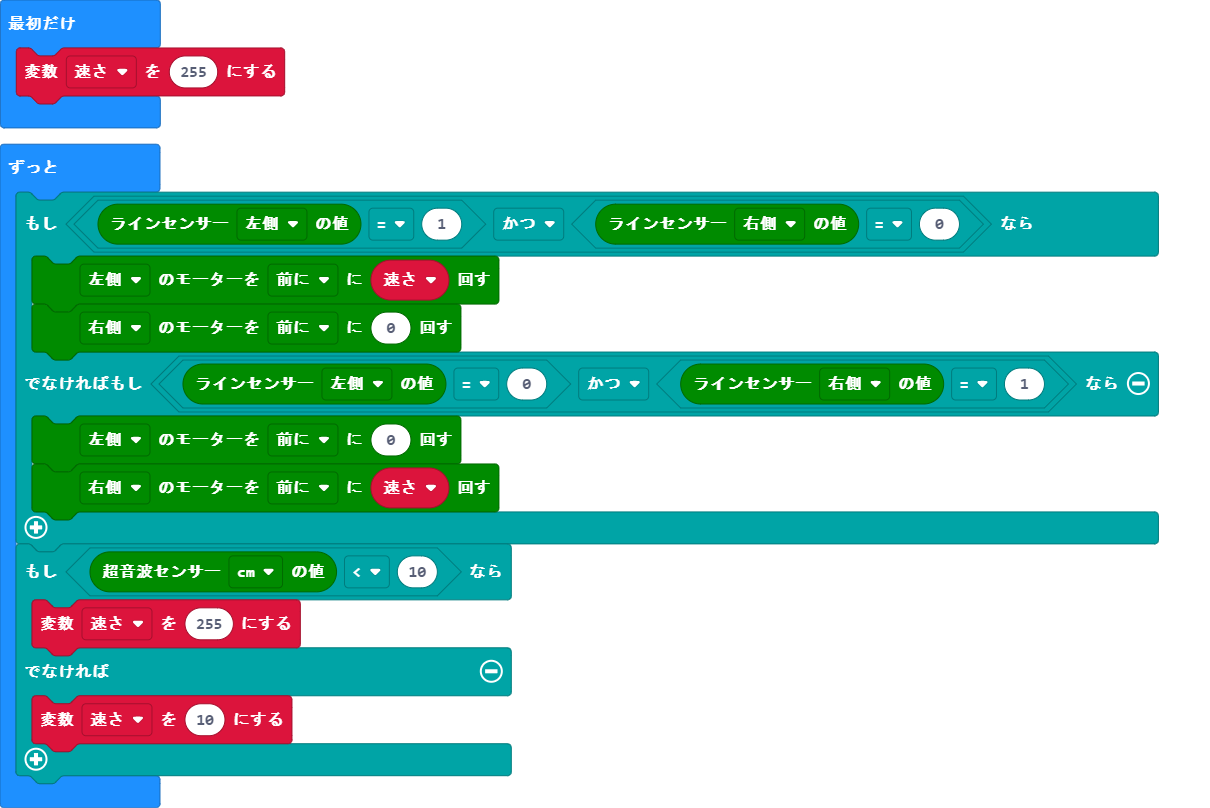 最初だけ
変数 速さ を 255 にする
ずっと
もし ラインセンサー 左側 の値 = 1 かつ ラインセンサー 右側 の値 = 0 なら
左側 のモーターを 前に に 速さ 回す
右側 のモーターを 前に に 0 回す
でなければもし ラインセンサー 左側 の値 = 0 かつ ラインセンサー 右側 の値 = 1 なら
左側 のモーターを 前に に 0 回す
右側 のモーターを 前に に 速さ 回す
もし 超音波センサー cm の値 < 10 なら
変数 速さ を 255 にする
でなければ
変数 速さ を 10 にする